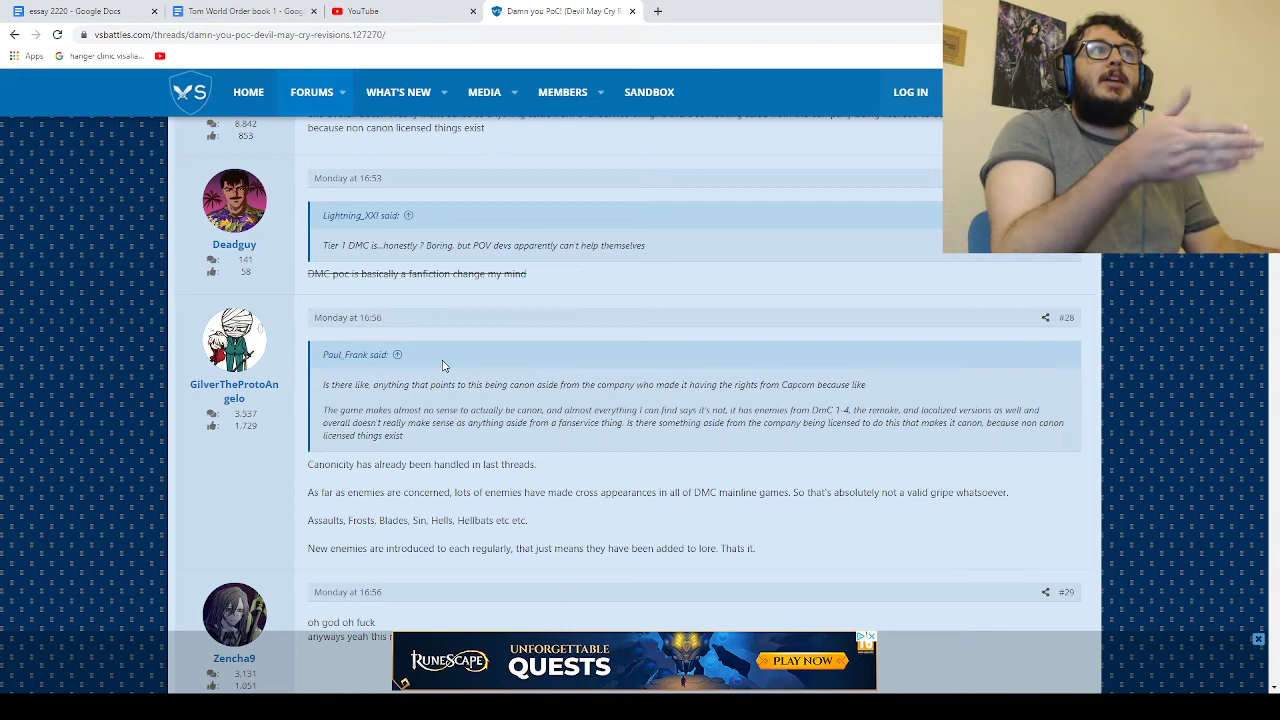 essay 2220 - Google Docs
Tom World Order book 1 - Goog
YouTube
Damn you PoC! (Devil May Cry R
vsbattles.com/threads/damn-you-poc-devil-may-cry-revisions.127270/
Apps
hanger clinic visalia...
VS
HOME
FORUMS
WHAT'S NEW
MEDIA
MEMBERS
SANDBOX
LOG IN
8.842
853
because non canon licensed things exist
Monday at 16:53
Lightning_XXI said:
Tier 1 DMC is...honestly ? Boring, but POV devs apparently can't help themselves
Deadguy
141
58
DMC poc is basically a fanfiction change my mind
Monday at 16:56
#28
Paul_Frank said:
Is there like, anything that points to this being canon aside from the company who made it having the rights from Capcom because like
The game makes almost no sense to actually be canon, and almost everything I can find says it's not, it has enemies from DmC 1-4, the remake, and localized versions as well and
overall doesn't really make sense as anything aside from a fanservice thing. Is there something aside from the company being licensed to do this that makes it canon, because non canon
licensed things exist
GilverTheProtoAn
gelo
3.537
1.729
Canonicity has already been handled in last threads.
As far as enemies are concerned, lots of enemies have made cross appearances in all of DMC mainline games. So that's absolutely not a valid gripe whatsoever.
Assaults, Frosts, Blades, Sin, Hells, Hellbats etc etc.
New enemies are introduced to each regularly, that just means they have been added to lore. Thats it.
Monday at 16:56
#29
oh god oh fuck
anyways yeah this
Zencha9
3.131
1.051
RUNESCAPE
UNFORGETTABLE
QUESTS
PLAY NOW